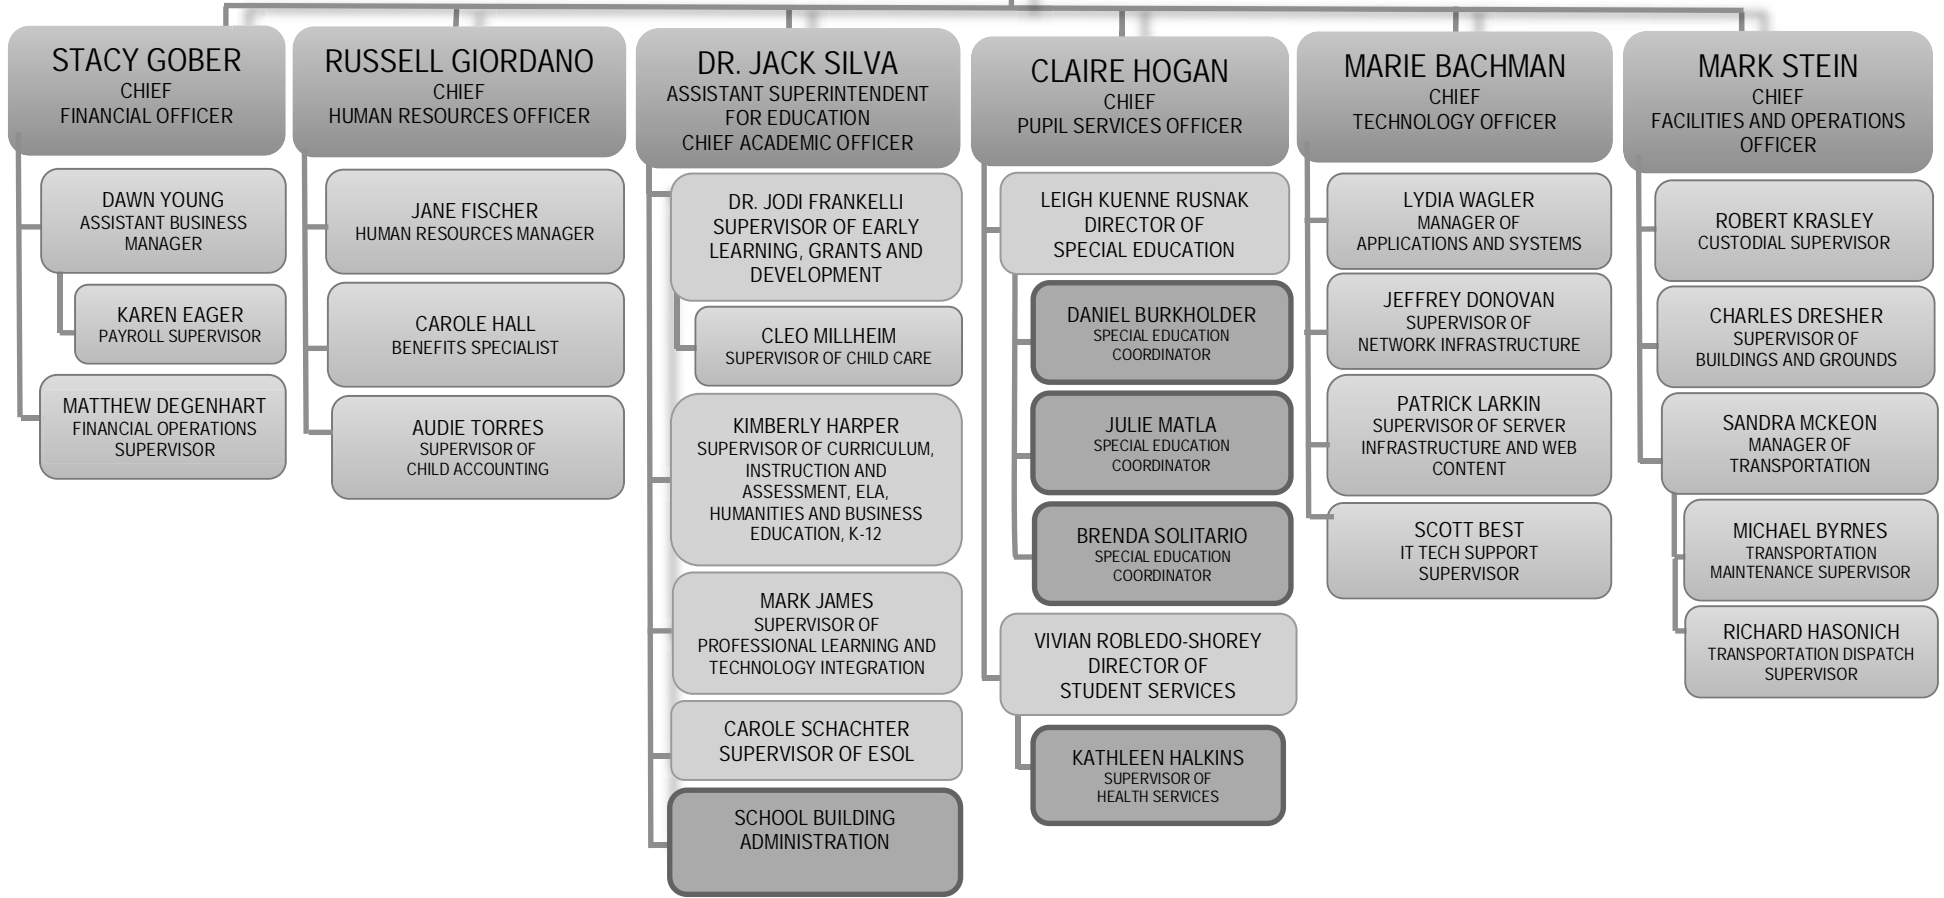 STACY GOBER
CHIEF
FINANCIAL OFFICER
DAWN YOUNG
ASSISTANT BUSINESS
MANAGER
KAREN EAGER
PAYROLL SUPERVISOR
MATTHEW DEGENHART
FINANCIAL OPERATIONS
SUPERVISOR
RUSSELL GIORDANO
CHIEF
HUMAN RESOURCES OFFICER
JANE FISCHER
HUMAN RESOURCES MANAGER
CAROLE HALL
BENEFITS SPECIALIST
AUDIE TORRES
SUPERVISOR OF
CHILD ACCOUNTING
DR. JACK SILVA
ASSISTANT SUPERINTENDENT
FOR EDUCATION
CHIEF ACADEMIC OFFICER
DR. JODI FRANKELLI
SUPERVISOR OF EARLY
LEARNING, GRANTS AND
DEVELOPMENT
CLEO MILLHEIM
SUPERVISOR OF CHILD CARE
KIMBERLY HARPER
SUPERVISOR OF CURRICULUM,
INSTRUCTION AND
ASSESSMENT, ELA,
HUMANITIES AND BUSINESS
EDUCATION, K-12
MARK JAMES
SUPERVISOR OF
PROFESSIONAL LEARNING AND
TECHNOLOGY INTEGRATION
CAROLE SCHACHTER
SUPERVISOR OF ESOL
SCHOOL BUILDING
ADMINISTRATION
CLAIRE HOGAN
CHIEF
PUPIL SERVICES OFFICER
LEIGH KUENNE RUSNAK
DIRECTOR OF
SPECIAL EDUCATION
DANIEL BURKHOLDER
SPECIAL EDUCATION
COORDINATOR
JULIE MATLA
SPECIAL EDUCATION
COORDINATOR
BRENDA SOLITARIO
SPECIAL EDUCATION
COORDINATOR
VIVIAN ROBLEDO-SHOREY
DIRECTOR OF
STUDENT SERVICES
KATHLEEN HALKINS
SUPERVISOR OF
HEALTH SERVICES
MARIE BACHMAN
CHIEF
TECHNOLOGY OFFICER
LYDIA WAGLER
MANAGER OF
APPLICATIONS AND SYSTEMS
JEFFREY DONOVAN
SUPERVISOR OF
NETWORK INFRASTRUCTURE
PATRICK LARKIN
SUPERVISOR OF SERVER
INFRASTRUCTURE AND WEB
CONTENT
SCOTT BEST
IT TECH SUPPORT
SUPERVISOR
MARK STEIN
CHIEF
FACILITIES AND OPERATIONS
OFFICER
ROBERT KRASLEY
CUSTODIAL SUPERVISOR
CHARLES DRESHER
SUPERVISOR OF
BUILDINGS AND GROUNDS
SANDRA MCKEON
MANAGER OF
TRANSPORTATION
MICHAEL BYRNES
TRANSPORTATION
MAINTENANCE SUPERVISOR
RICHARD HASONICH
TRANSPORTATION DISPATCH
SUPERVISOR